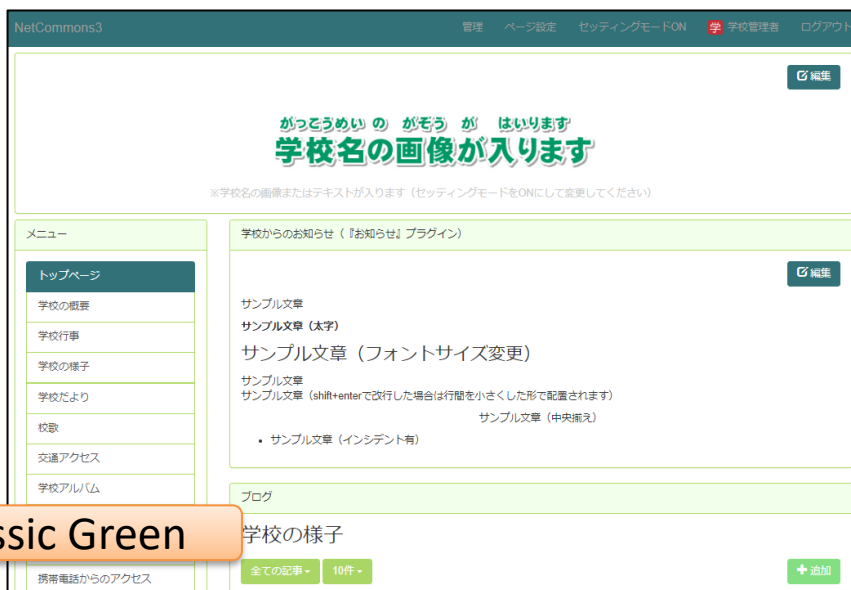 NetCommons3 管理 ページ設定 セッティングモードON 学 学校管理者 ログアウト
編集
がっこうめい の がぞう が はいります
学校名の画像が入ります
※学校名の画像またはテキストが入ります（セッティングモードをONにして変更してください）
メニュー
トップページ
学校の概要
学校行事
学校の様子
学校だより
校歌
交通アクセス
学校アルバム
携帯電話からのアクセス
学校からのお知らせ（『お知らせ』プラグイン）
編集
サンプル文章
サンプル文章（太字）
サンプル文章（フォントサイズ変更）
サンプル文章
サンプル文章（shift+enterで改行した場合は行間を小さくした形で配置されます）
サンプル文章（中央揃え）
• サンプル文章（インシデント有）
ブログ
学校の様子
全ての記事 10件 追加
ssic Green